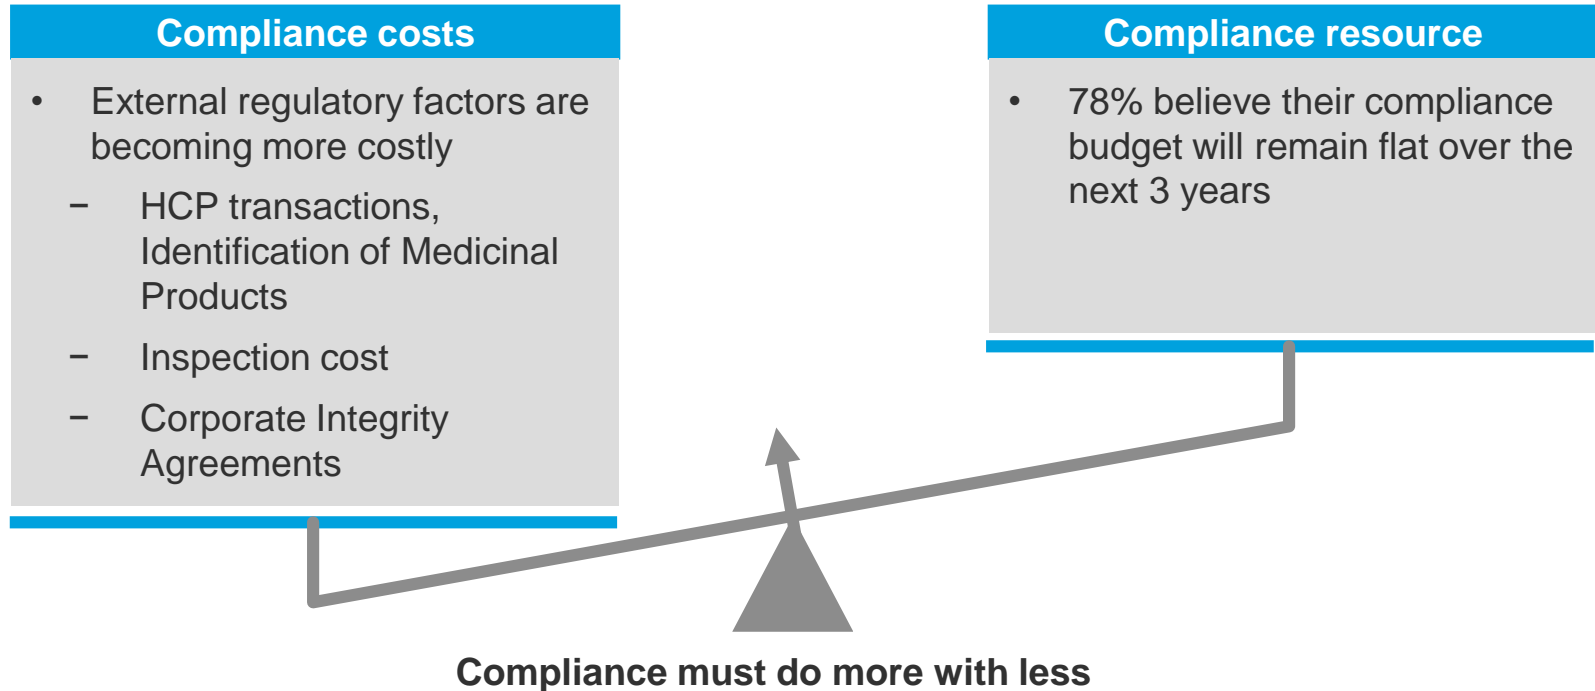 Compliance costs
• External regulatory factors are
becoming more costly
− HCP transactions,
Identification of Medicinal
Products
− Inspection cost
− Corporate Integrity
Agreements
Compliance resource
• 78% believe their compliance
budget will remain flat over the
next 3 years
Compliance must do more with less